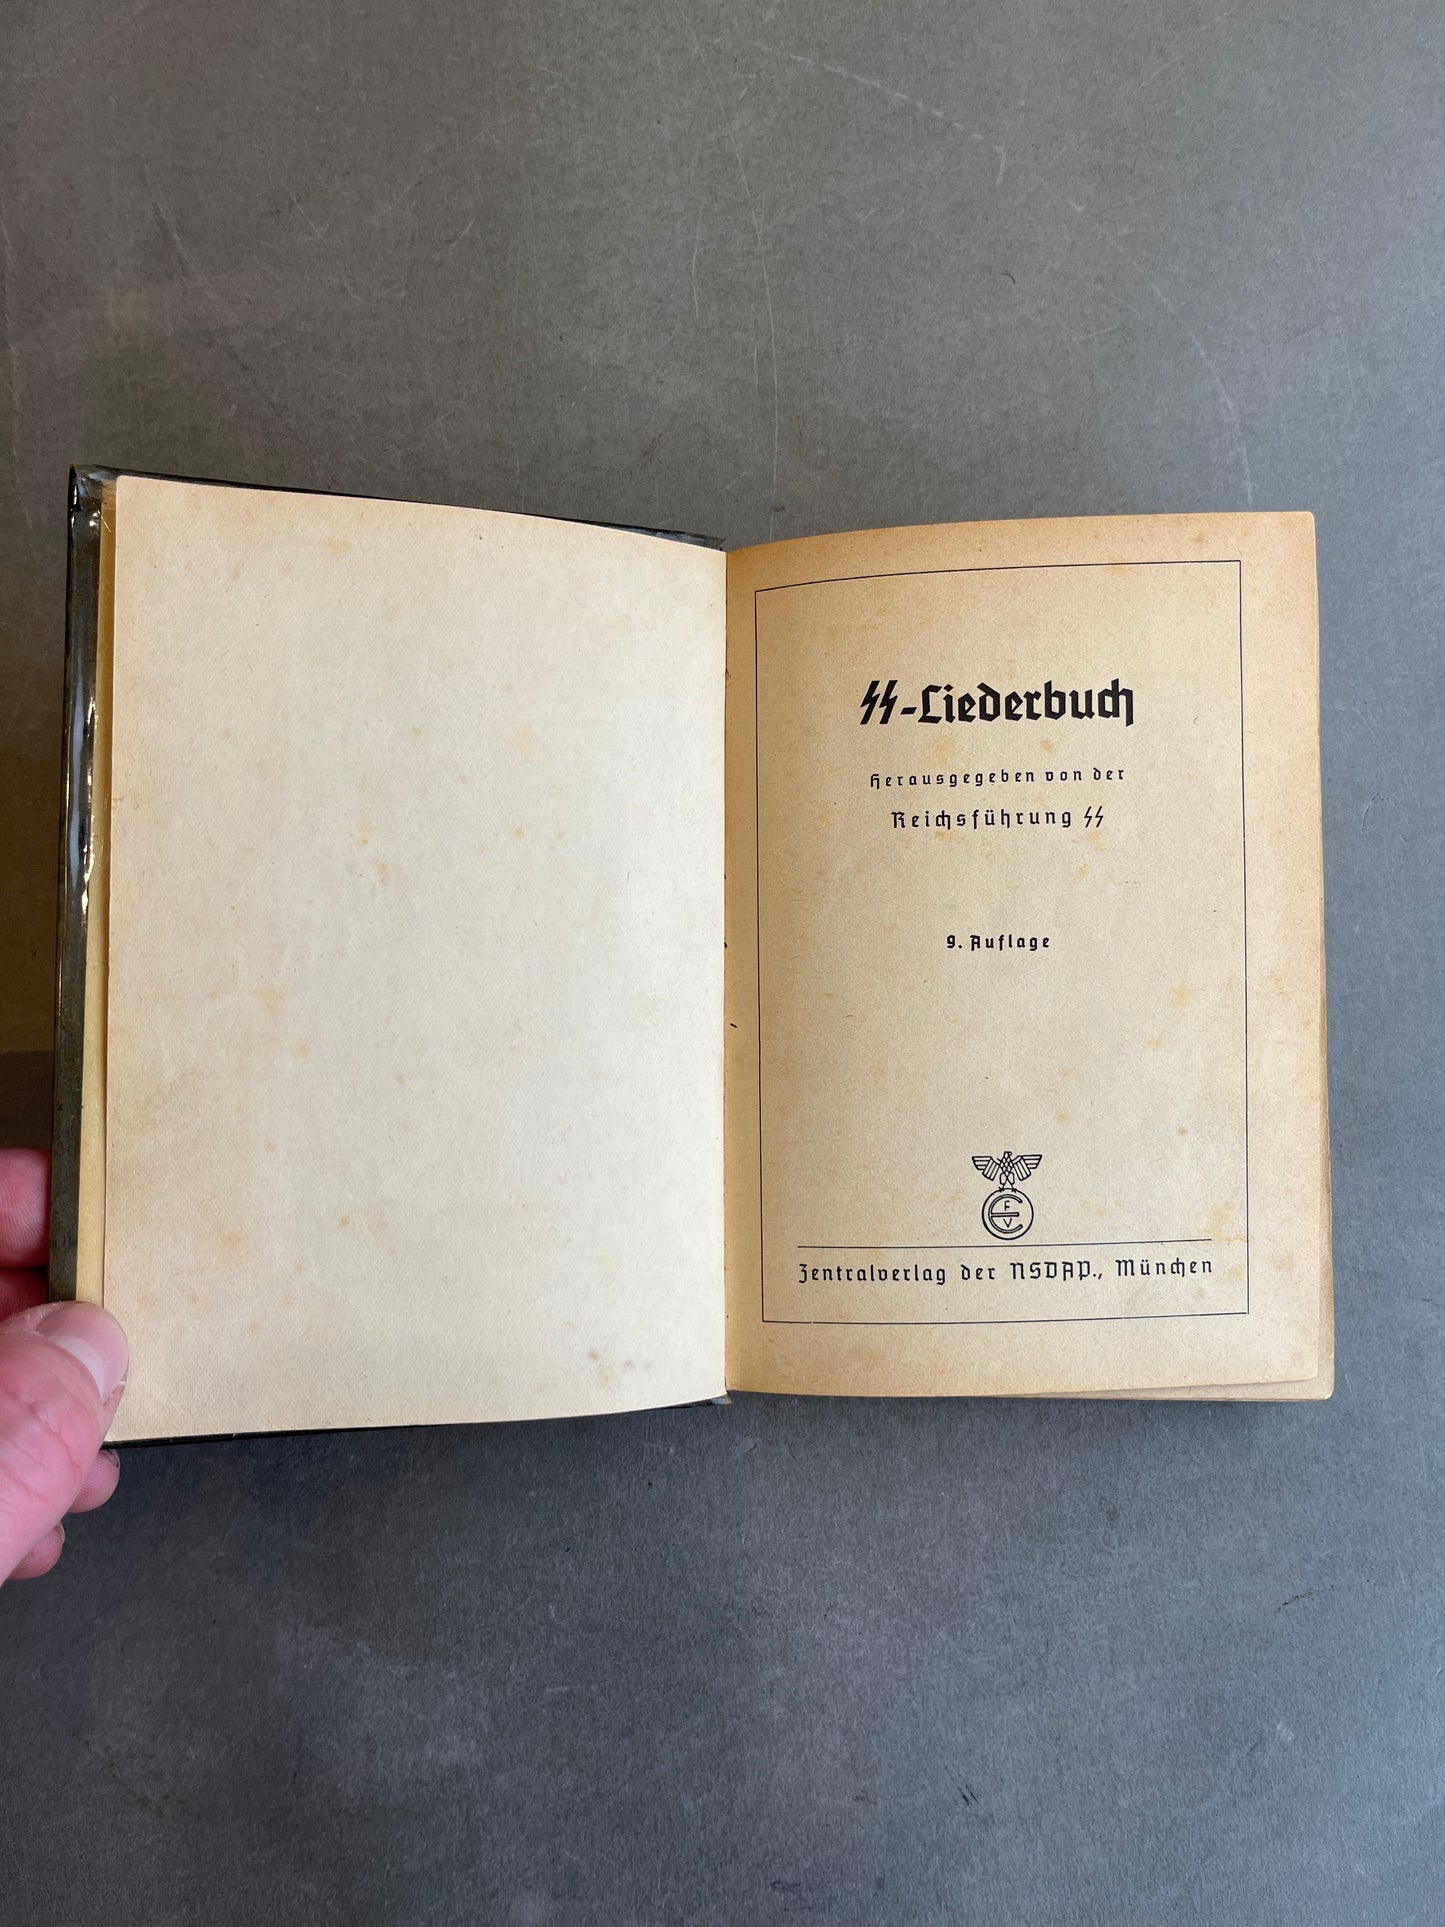 SS-Liederbuch
Herausgegeben von der
Reichsführung SS
9. Auflage
F
E
V
Zentralverlag der NSDAP., München